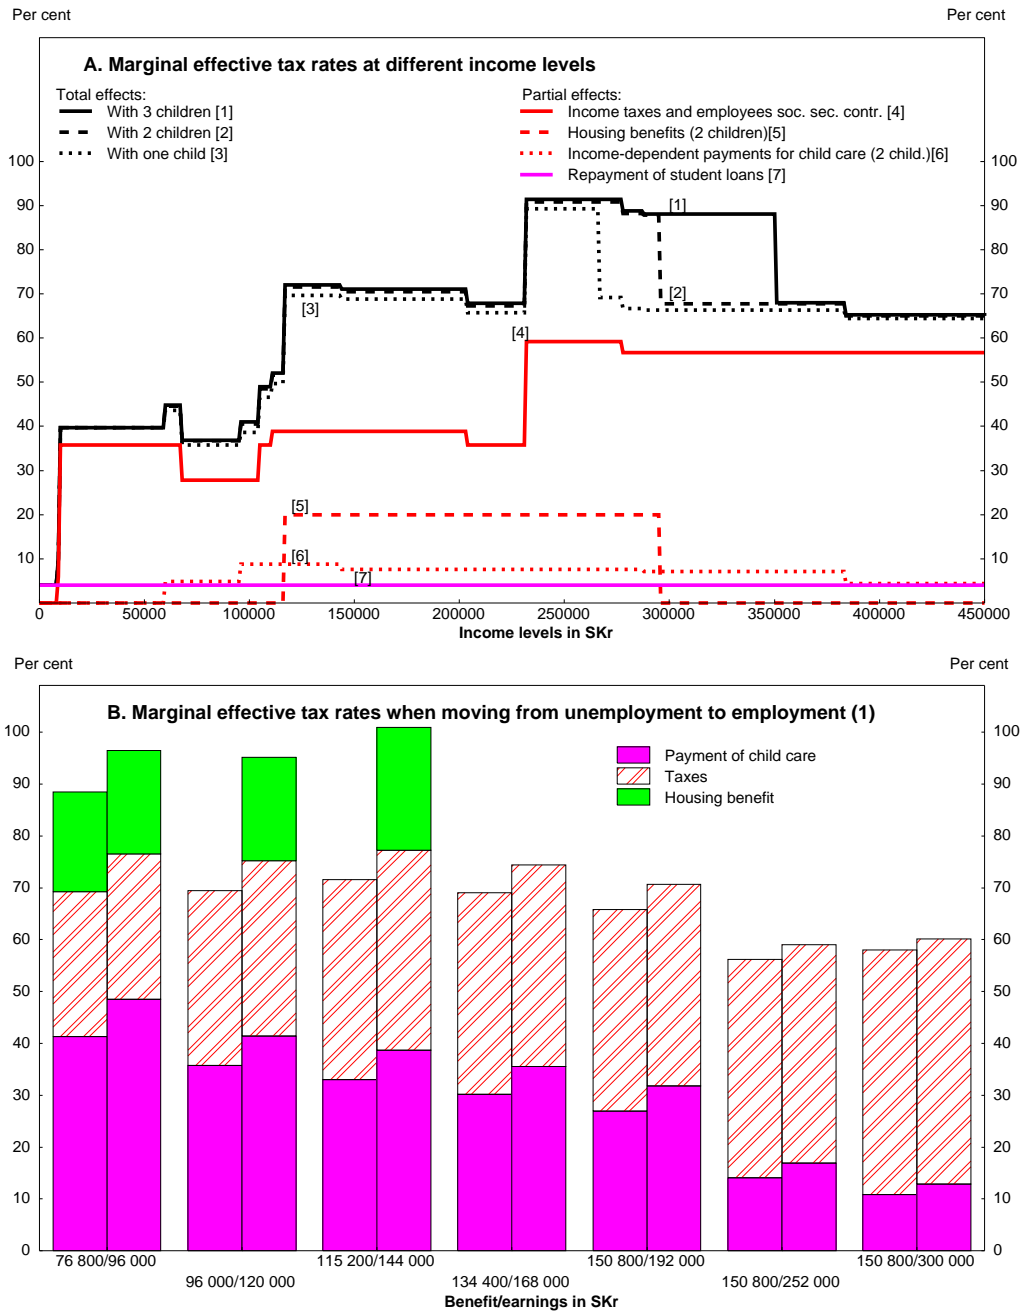 Per cent Per cent
A. Marginal effective tax rates at different income levels
Total effects: Partial effects:
With 3 children [1] Income taxes and employees soc. sec. contr. [4]
With 2 children [2] Housing benefits (2 children)[5]
With one child [3] Income-dependent payments for child care (2 child.)[6]
Repayment of student loans [7]
100 100
90 [1] 90
80 80
70 [2] 70
[3]
60 [4] 60
50 50
40 40
30 30
20 [5] 20
10 [6] 10
[7]
0 50000 100000 150000 200000 250000 300000 350000 400000 450000
Income levels in SKr
Per cent Per cent
B. Marginal effective tax rates when moving from unemployment to employment (1)
100 100
Payment of child care
Taxes
90 90
Housing benefit
80 80
70 70
60 60
50 50
40 40
30 30
20 20
10 10
0 0
76 800/96 000 115 200/144 000 150 800/192 000 150 800/300 000
96 000/120 000 134 400/168 000 150 800/252 000
Benefit/earnings in SKr